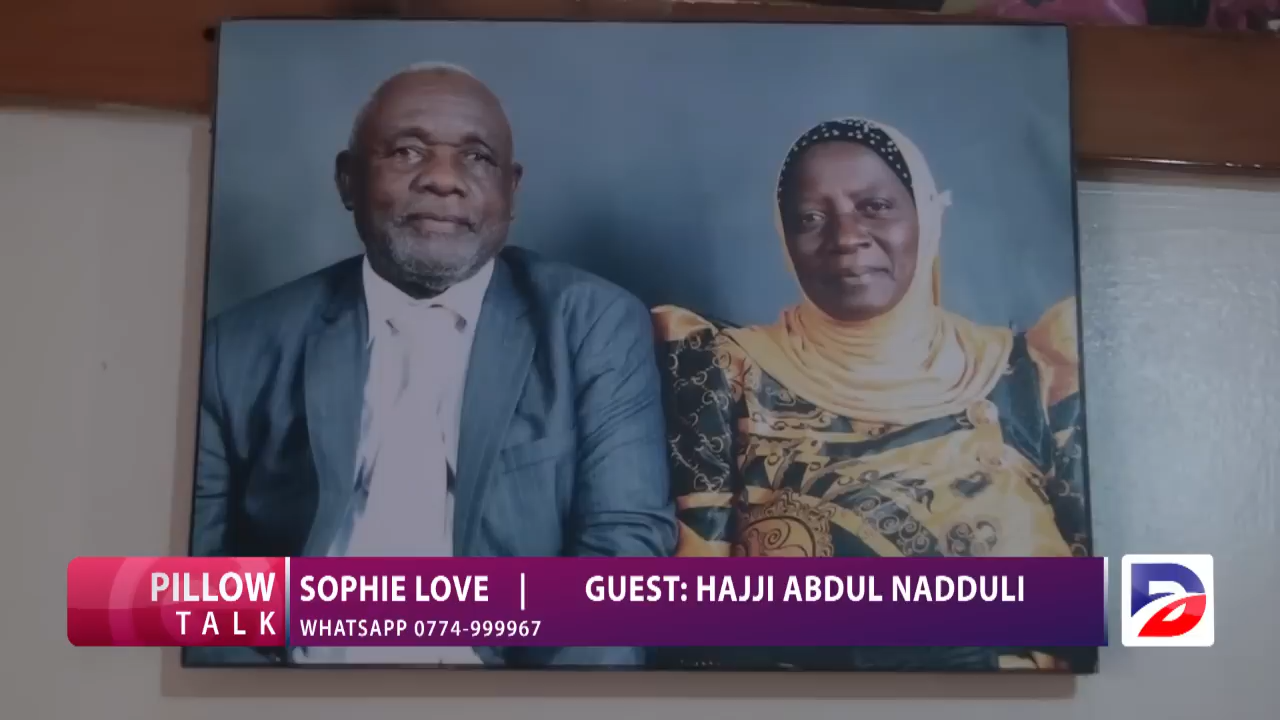 PILLOW
TALK
SOPHIE LOVE | GUEST: HAJJI ABDUL NADDULI
WHATSAPP 0774-999967